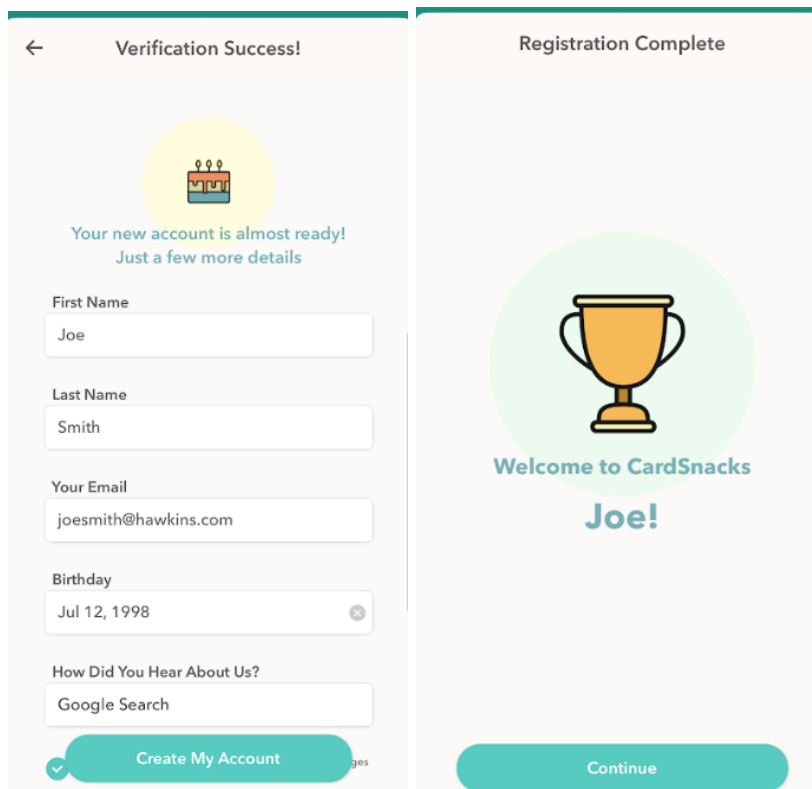 Verification Success!
Your new account is almost ready!
Just a few more details
First Name
Joe
Last Name
Smith
Your Email
joesmith@hawkins.com
Birthday
Jul 12, 1998
How Did You Hear About Us?
Google Search
Create My Account
Registration Complete
Welcome to CardSnacks
Joe!
Continue